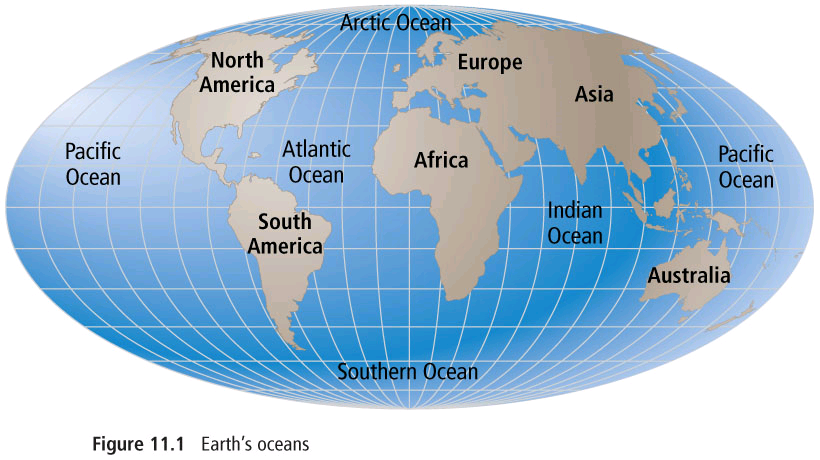 Arctic Ocean
North
America
Europe
Asia
Pacific
Ocean
Atlantic
Ocean
Africa
Pacific
Ocean
South
America
Indian
Ocean
Australia
Southern Ocean
Figure 11.1 Earth's oceans